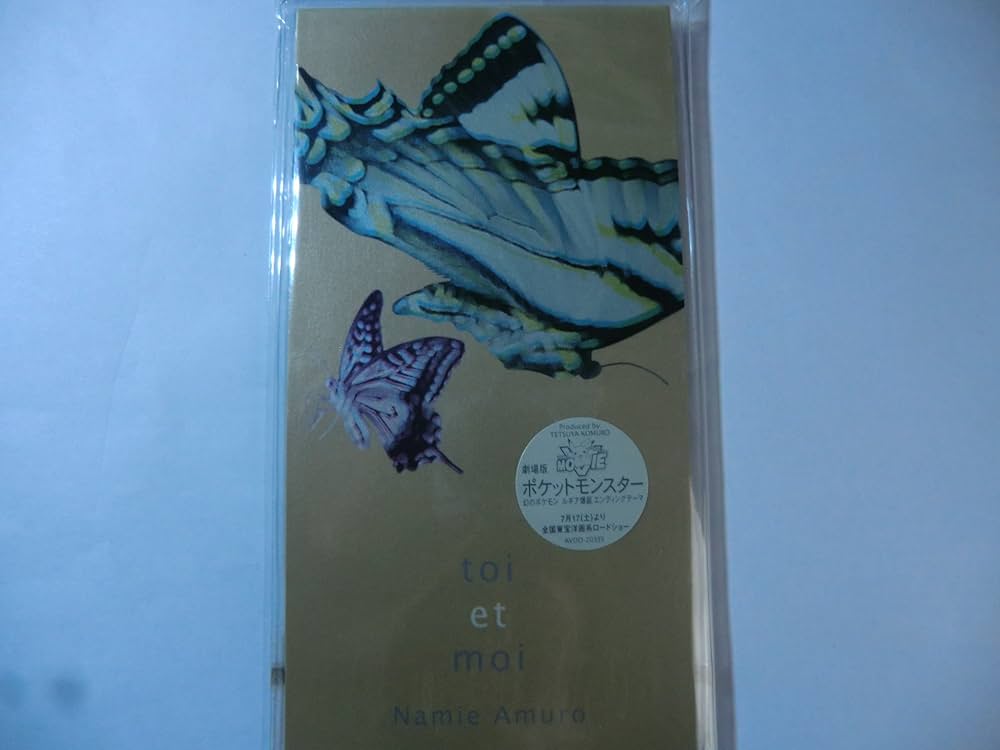 Produced by
TETSUYA KOMURO
MOVIE
劇場版
ポケットモンスター
幻のポケモン ルギア爆誕 エンディングテーマ
7月17(土)より
全国東宝洋画系ロードショー
AVDD-20335
toi
et
moi
Namie Amuro